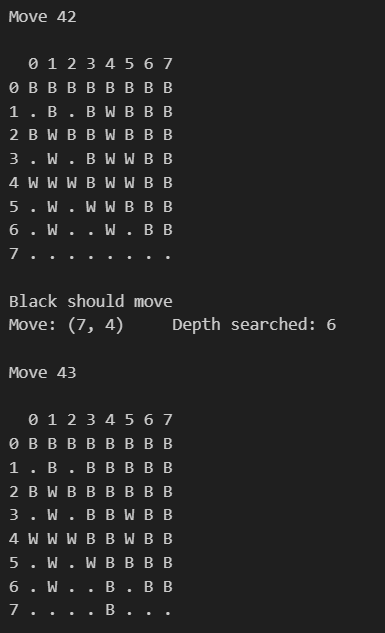 Move 42
0 1 2 3 4 5 6 7
0 B B B B B B B B
1 . B . B W B B B
2 B W B B W B B B
3 . W . B W W B B
4 W W W B W W B B
5 . W . W W B B B
6 . W . . W . B B
7 . . . . . . . .
Black should move
Move: (7, 4)     Depth searched: 6
Move 43
0 1 2 3 4 5 6 7
0 B B B B B B B B
1 . B . B B B B B
2 B W B B B B B B
3 . W . B B W B B
4 W W W B B W B B
5 . W . W B B B B
6 . W . . B . B B
7 . . . . B . . .